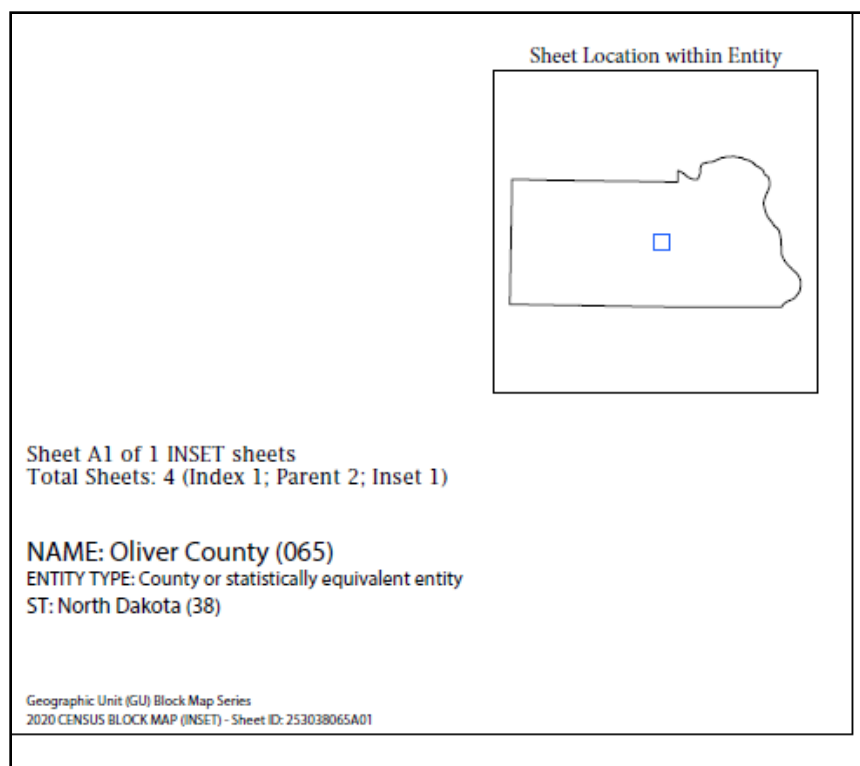 Sheet Location within Entity
Sheet A1 of 1 INSET sheets
Total Sheets: 4 (Index 1; Parent 2; Inset 1)
NAME: Oliver County (065)
ENTITY TYPE: County or statistically equivalent entity
ST: North Dakota (38)
Geographic Unit (GU) Block Map Series
2020 CENSUS BLOCK MAP (INSET) - Sheet ID: 253038065A01